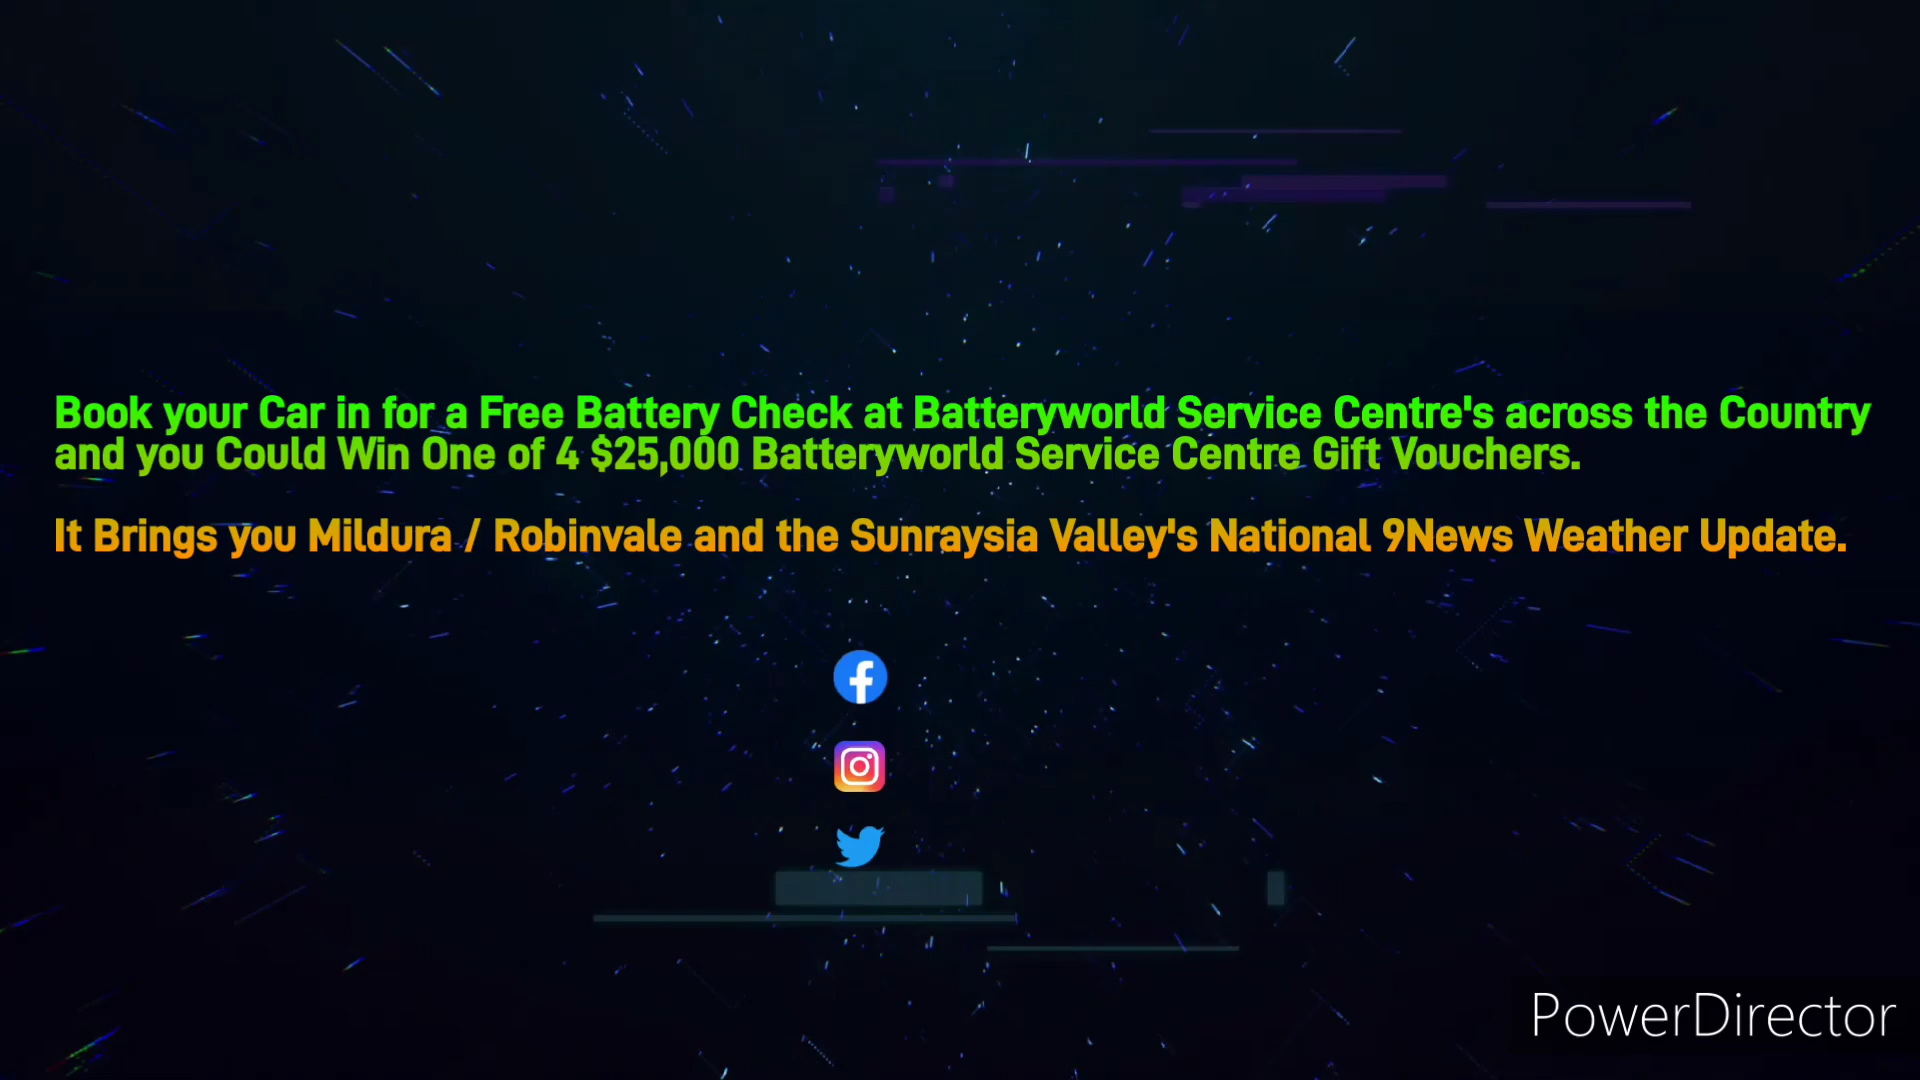 Book your Car in for a Free Battery Check at Batteryworld Service Centre's across the Country
and you Could Win One of 4 $25,000 Batteryworld Service Centre Gift Vouchers.
It Brings you Mildura / Robinvale and the Sunraysia Valley's National 9News Weather Update.
PowerDirector